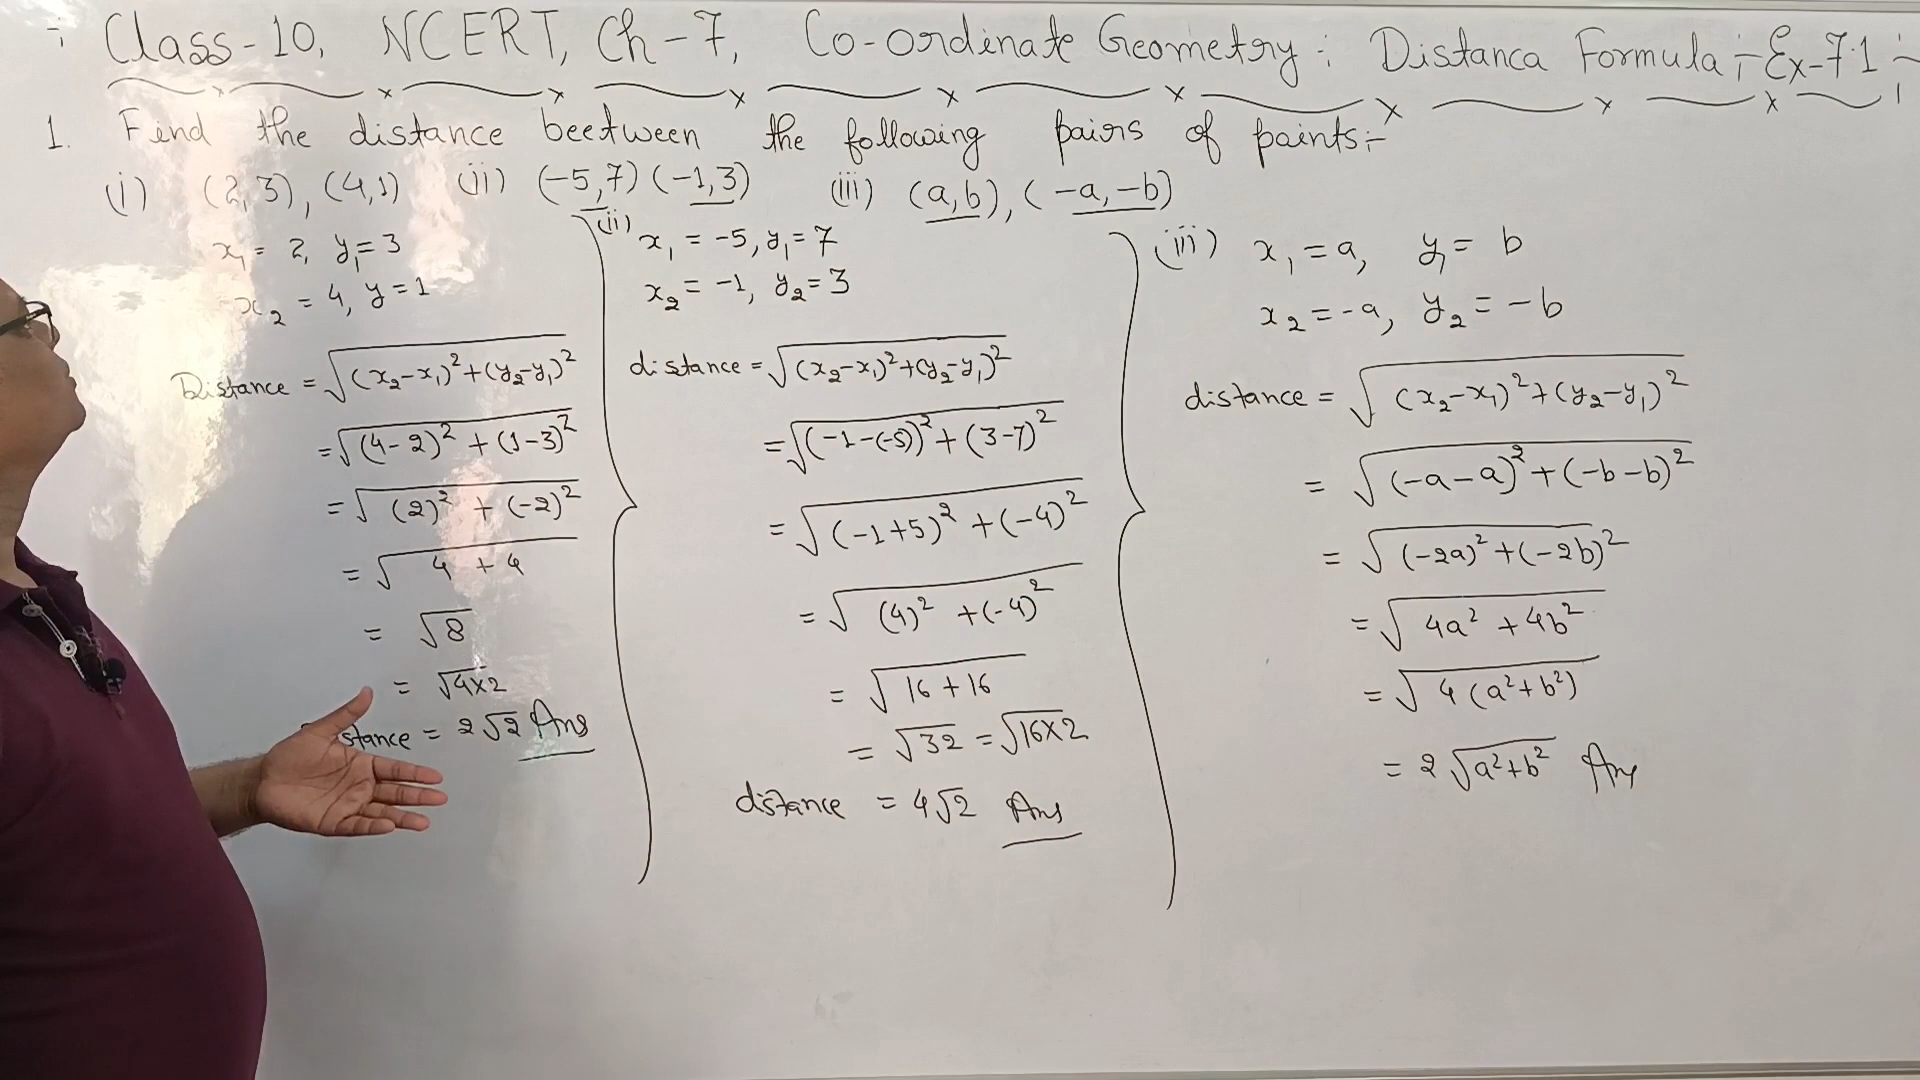 :- Class-10, NCERT, Ch-7, Co-ordinate Geometry: Distanca Formula :- Ex-7.1 :-
1. Find the distance beetween the following pairs of paints:-
(i) (2,3), (4,1) (ii) (-5,7) (-1,3) (iii) (a,b), (-a,-b)
x₁ = 2, y₁=3
x₂ = 4, y=1
Distance = √(x₂-x₁)²+(y₂-y₁)²
=√(4-2)² + (1-3)²
=√(2)² + (-2)²
=√4 + 4
= √8
= √4x2
stance = 2√2 Ans
(ii) x₁ = -5, y₁=7
x₂ = -1, y₂=3
distance =√(x₂-x₁)²+(y₂-y₁)²
=√(-1-(-5))²+(3-7)²
=√(-1+5)²+(-4)²
=√(4)² +(-4)²
= √16+16
= √32 =√16x2
distance = 4√2 Ans
(iii) x₁=a, y₁= b
x₂=-a, y₂=-b
distance = √(x₂-x₁)²+(y₂-y₁)²
= √(-a-a)²+(-b-b)²
= √(-2a)²+(-2b)²
=√4a² +4b²
=√4(a²+b²)
= 2√a²+b² Ans